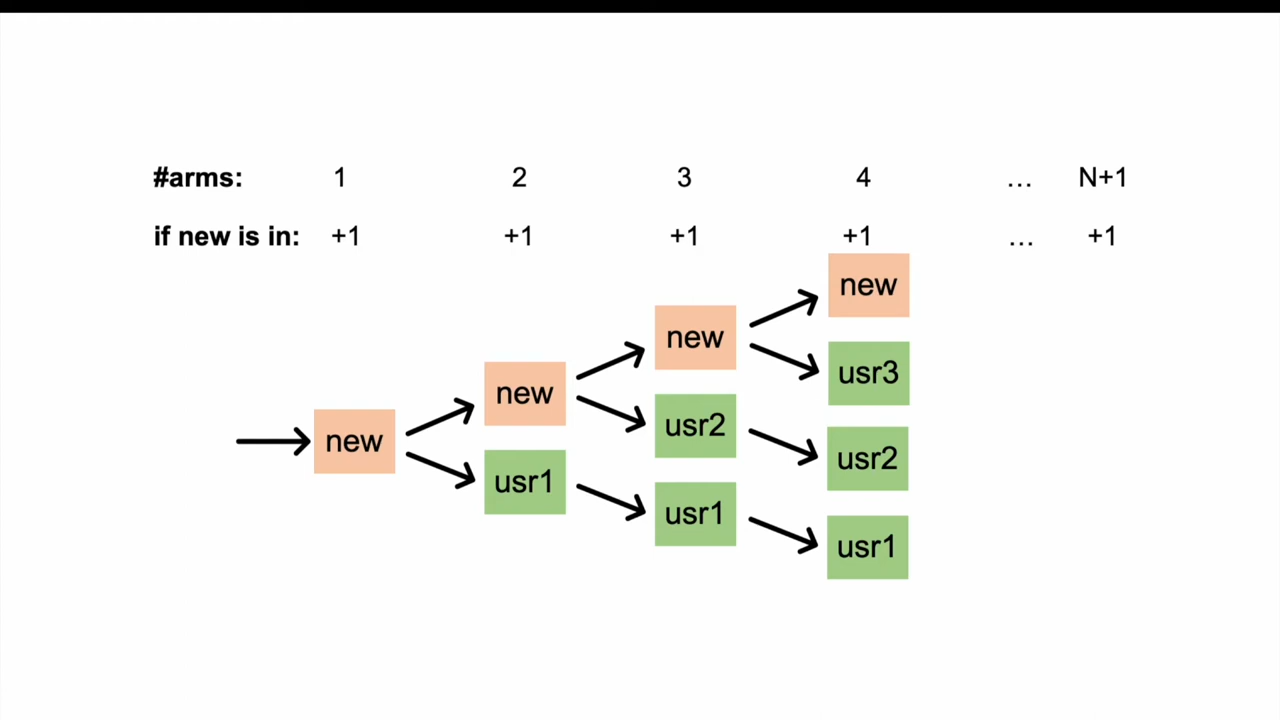 #arms: 1 2 3 4 … N+1
if new is in: +1 +1 +1 +1 … +1
new
new
usr1
new
usr2
usr1
new
usr3
usr2
usr1